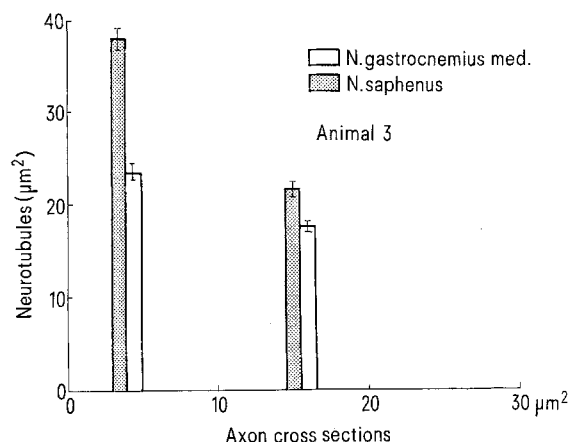 40
30
20
10
0
Neurotubules (µm²)
N.gastrocnemius med.
N.saphenus
Animal 3
0
10
20
30 µm²
Axon cross sections